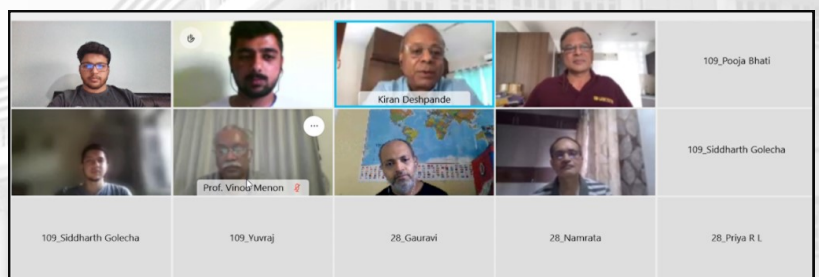 Kiran Deshpande
109_Pooja Bhati
Prof. Vinod Menon
109_Siddharth Golecha
109_Siddharth Golecha
109_Yuvraj
28_Gauravi
28_Namrata
28_Priya R L